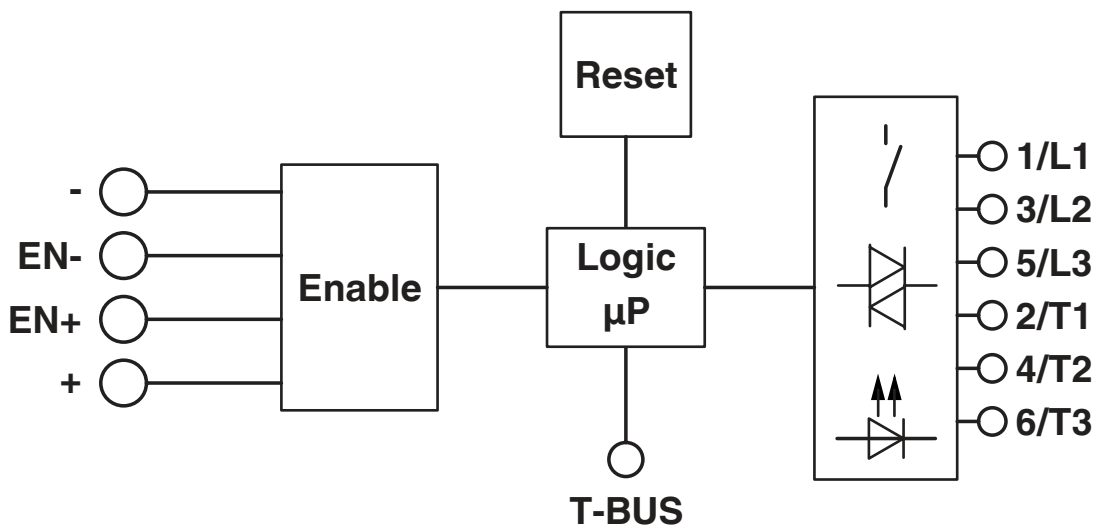 Reset
-
EN-
EN+
+
Enable
Logic
µP
T-BUS
1/L1
3/L2
5/L3
2/T1
4/T2
6/T3